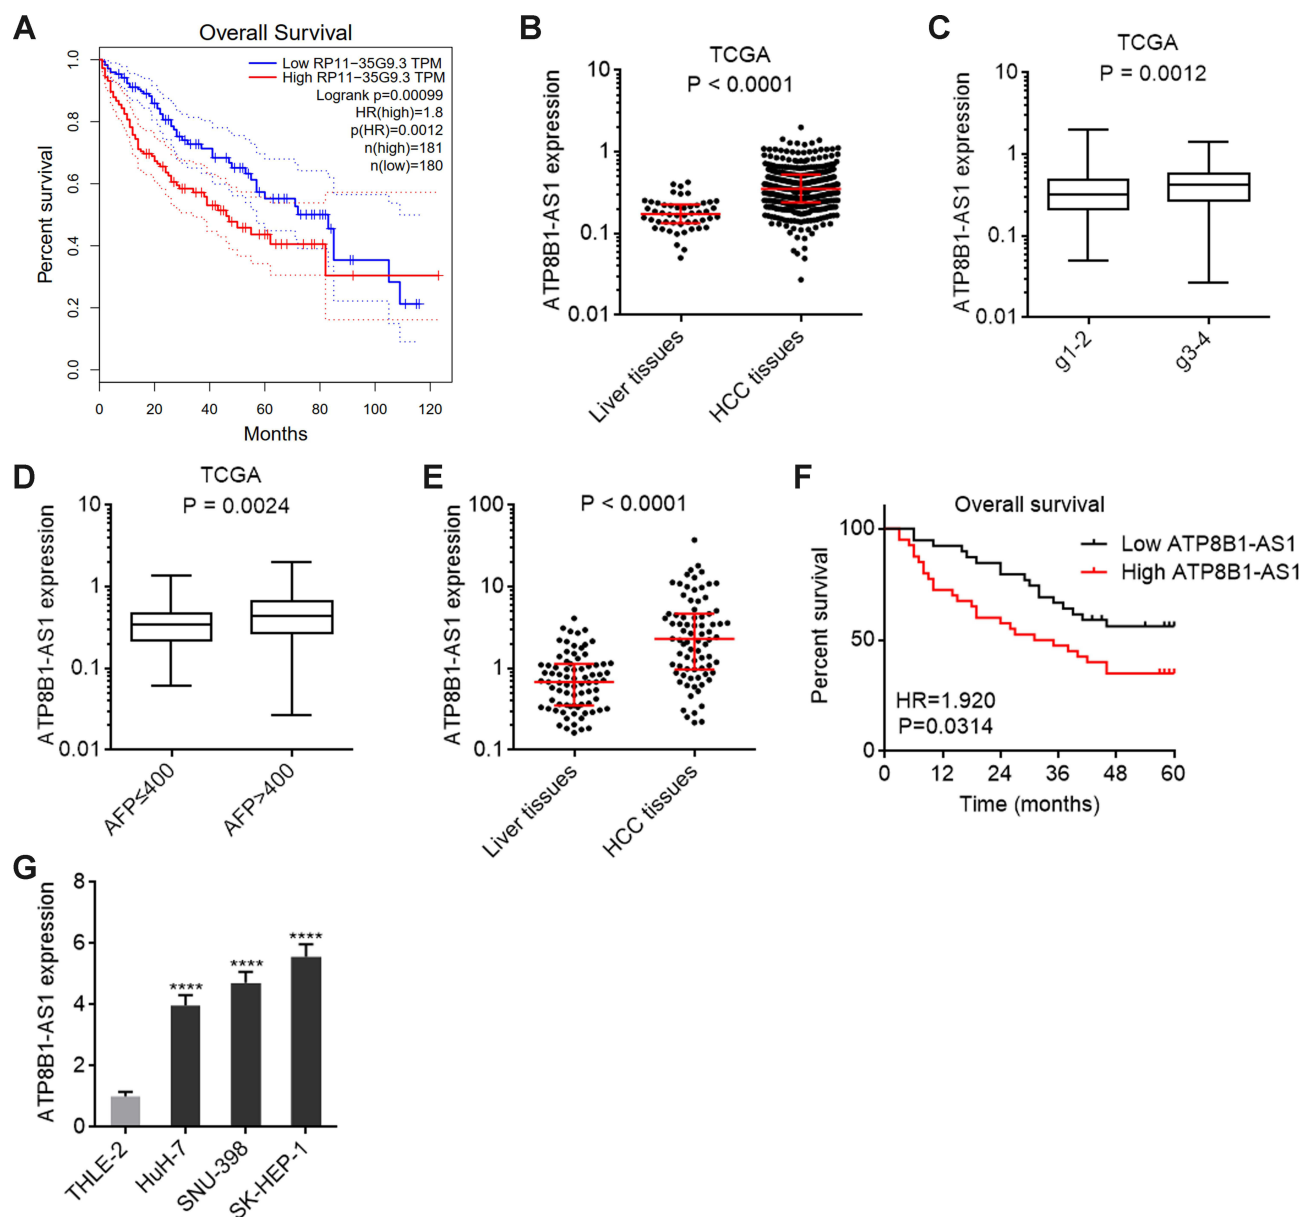 A
Overall Survival
Low RP11−35G9.3 TPM
High RP11−35G9.3 TPM
Logrank p=0.00099
HR(high)=1.8
p(HR)=0.0012
n(high)=181
n(low)=180
Percent survival
1.0
0.8
0.6
0.4
0.2
0.0
0 20 40 60 80 100 120
Months
B
TCGA
P < 0.0001
ATP8B1-AS1 expression
10
1
0.1
0.01
Liver tissues
HCC tissues
C
TCGA
P = 0.0012
ATP8B1-AS1 expression
10
1
0.1
0.01
g1-2
g3-4
D
TCGA
P = 0.0024
ATP8B1-AS1 expression
10
1
0.1
0.01
AFP≤400
AFP>400
E
P < 0.0001
ATP8B1-AS1 expression
100
10
1
0.1
Liver tissues
HCC tissues
F
Overall survival
Low ATP8B1-AS1
High ATP8B1-AS1
Percent survival
100
50
0
HR=1.920
P=0.0314
0 12 24 36 48 60
Time (months)
G
ATP8B1-AS1 expression
8
6
4
2
0
****
****
****
THLE-2
HuH-7
SNU-398
SK-HEP-1